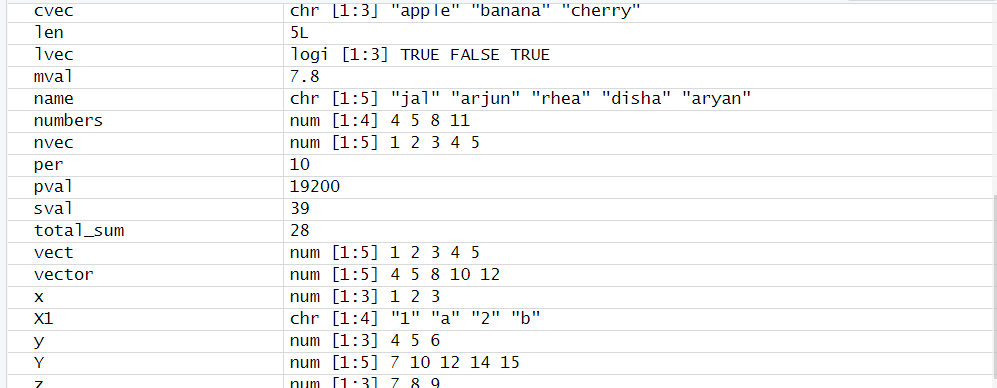 cvec chr [1:3] "apple" "banana" "cherry"
len 5L
lvec logi [1:3] TRUE FALSE TRUE
mval 7.8
name chr [1:5] "jal" "arjun" "rhea" "disha" "aryan"
numbers num [1:4] 4 5 8 11
nvec num [1:5] 1 2 3 4 5
per 10
pval 19200
sval 39
total_sum 28
vect num [1:5] 1 2 3 4 5
vector num [1:5] 4 5 8 10 12
x num [1:3] 1 2 3
X1 chr [1:4] "1" "a" "2" "b"
y num [1:3] 4 5 6
Y num [1:5] 7 10 12 14 15
z num [1:3] 7 8 9